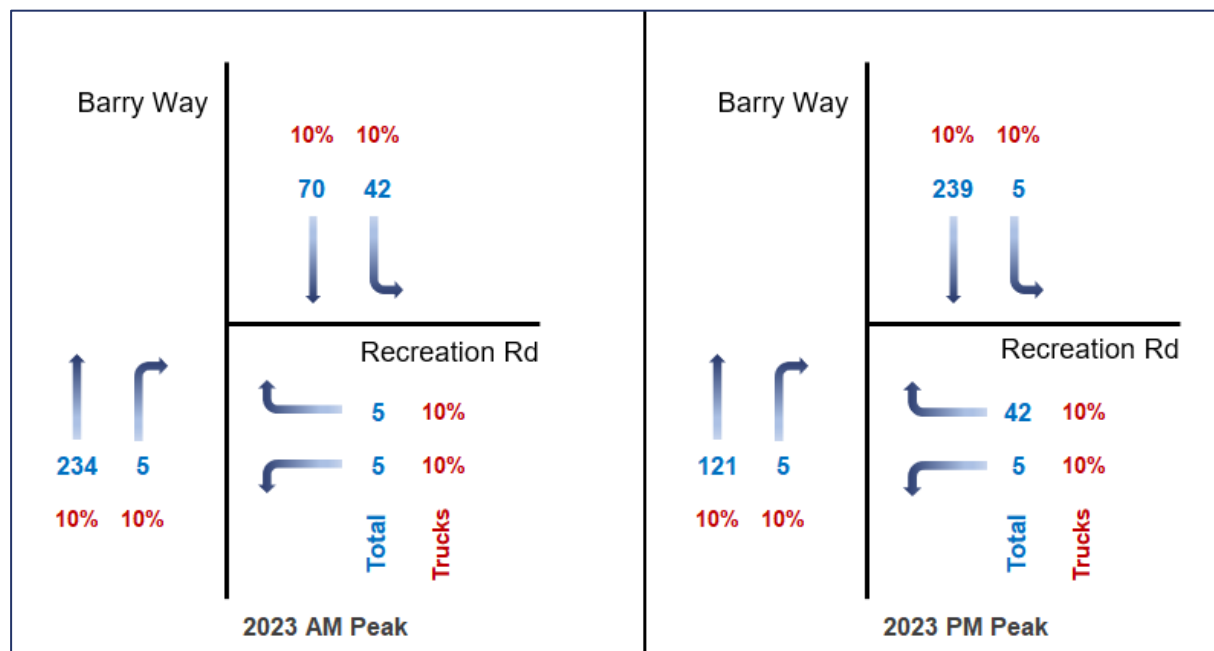 Barry Way
10% 10%
70 42
Recreation Rd
5 10%
234 5
5 10%
10% 10%
Total
Trucks
2023 AM Peak
Barry Way
10% 10%
239 5
Recreation Rd
42 10%
121 5
5 10%
10% 10%
Total
Trucks
2023 PM Peak